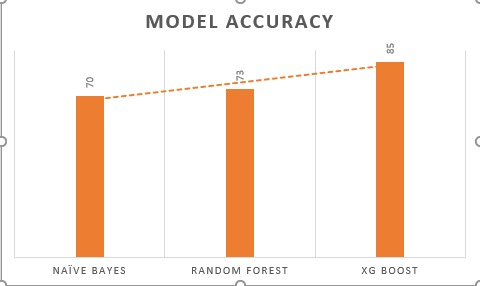 MODEL ACCURACY
70
73
85
NAÏVE BAYES
RANDOM FOREST
XG BOOST